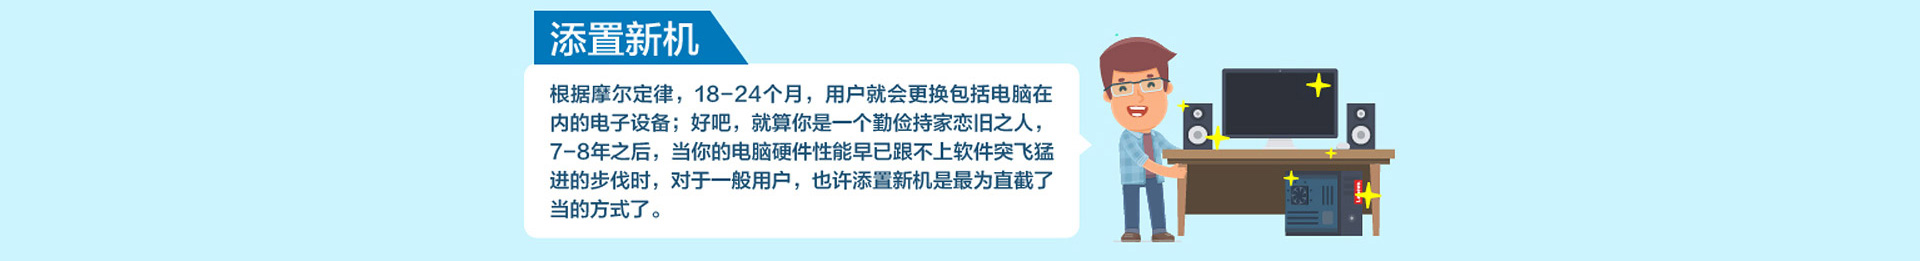 添置新机
根据摩尔定律，18-24个月，用户就会更换包括电脑在
内的电子设备；好吧，就算你是一个勤俭持家恋旧之人，
7-8年之后，当你的电脑硬件性能早已跟不上软件突飞猛
进的步伐时，对于一般用户，也许添置新机是最为直截了
当的方式了。